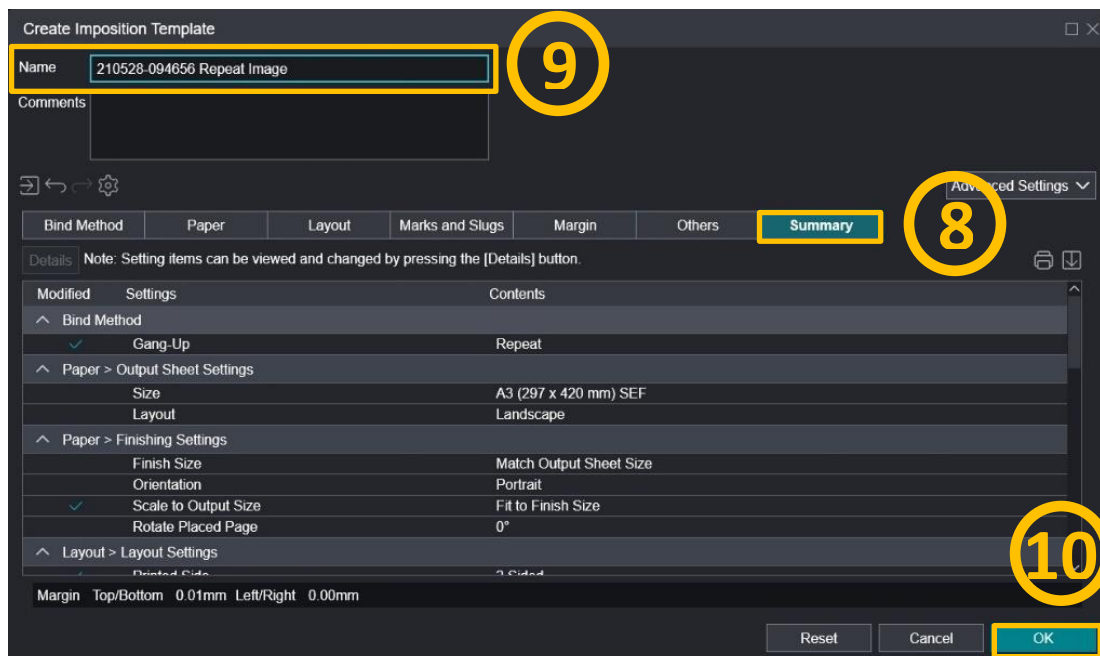 Create Imposition Template
Name 210528-094656 Repeat Image
9
Comments
Advanced Settings
8
Bind Method Paper Layout Marks and Slugs Margin Others Summary
Details Note: Setting items can be viewed and changed by pressing the [Details] button.
Modified Settings Contents
Bind Method
Gang-Up Repeat
Paper > Output Sheet Settings
Size A3 (297 x 420 mm) SEF
Layout Landscape
Paper > Finishing Settings
Finish Size Match Output Sheet Size
Orientation Portrait
Scale to Output Size Fit to Finish Size
Rotate Placed Page 0°
Layout > Layout Settings
10
Printed Side 2 Sided
Margin Top/Bottom 0.01mm Left/Right 0.00mm
Reset Cancel OK